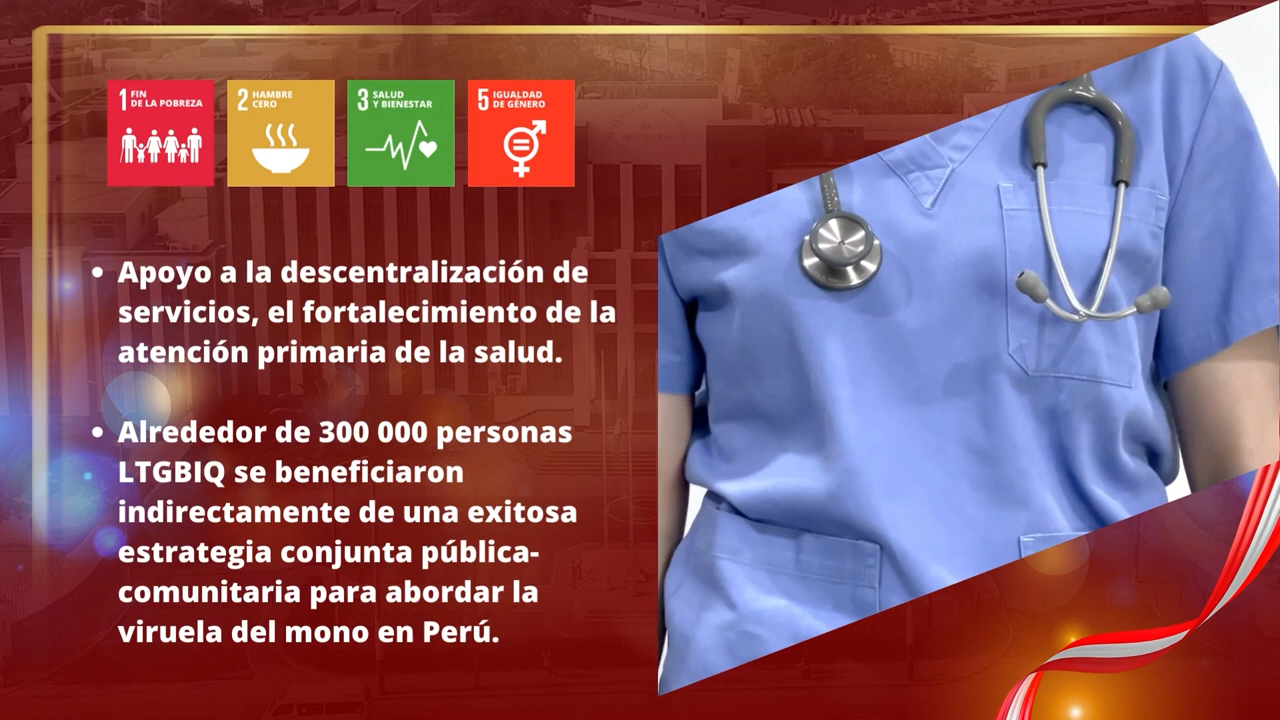 1 FIN
DE LA POBREZA
2 HAMBRE
CERO
3 SALUD
Y BIENESTAR
5 IGUALDAD
DE GÉNERO
• Apoyo a la descentralización de
servicios, el fortalecimiento de la
atención primaria de la salud.
• Alrededor de 300 000 personas
LTGBIQ se beneficiaron
indirectamente de una exitosa
estrategia conjunta pública-
comunitaria para abordar la
viruela del mono en Perú.